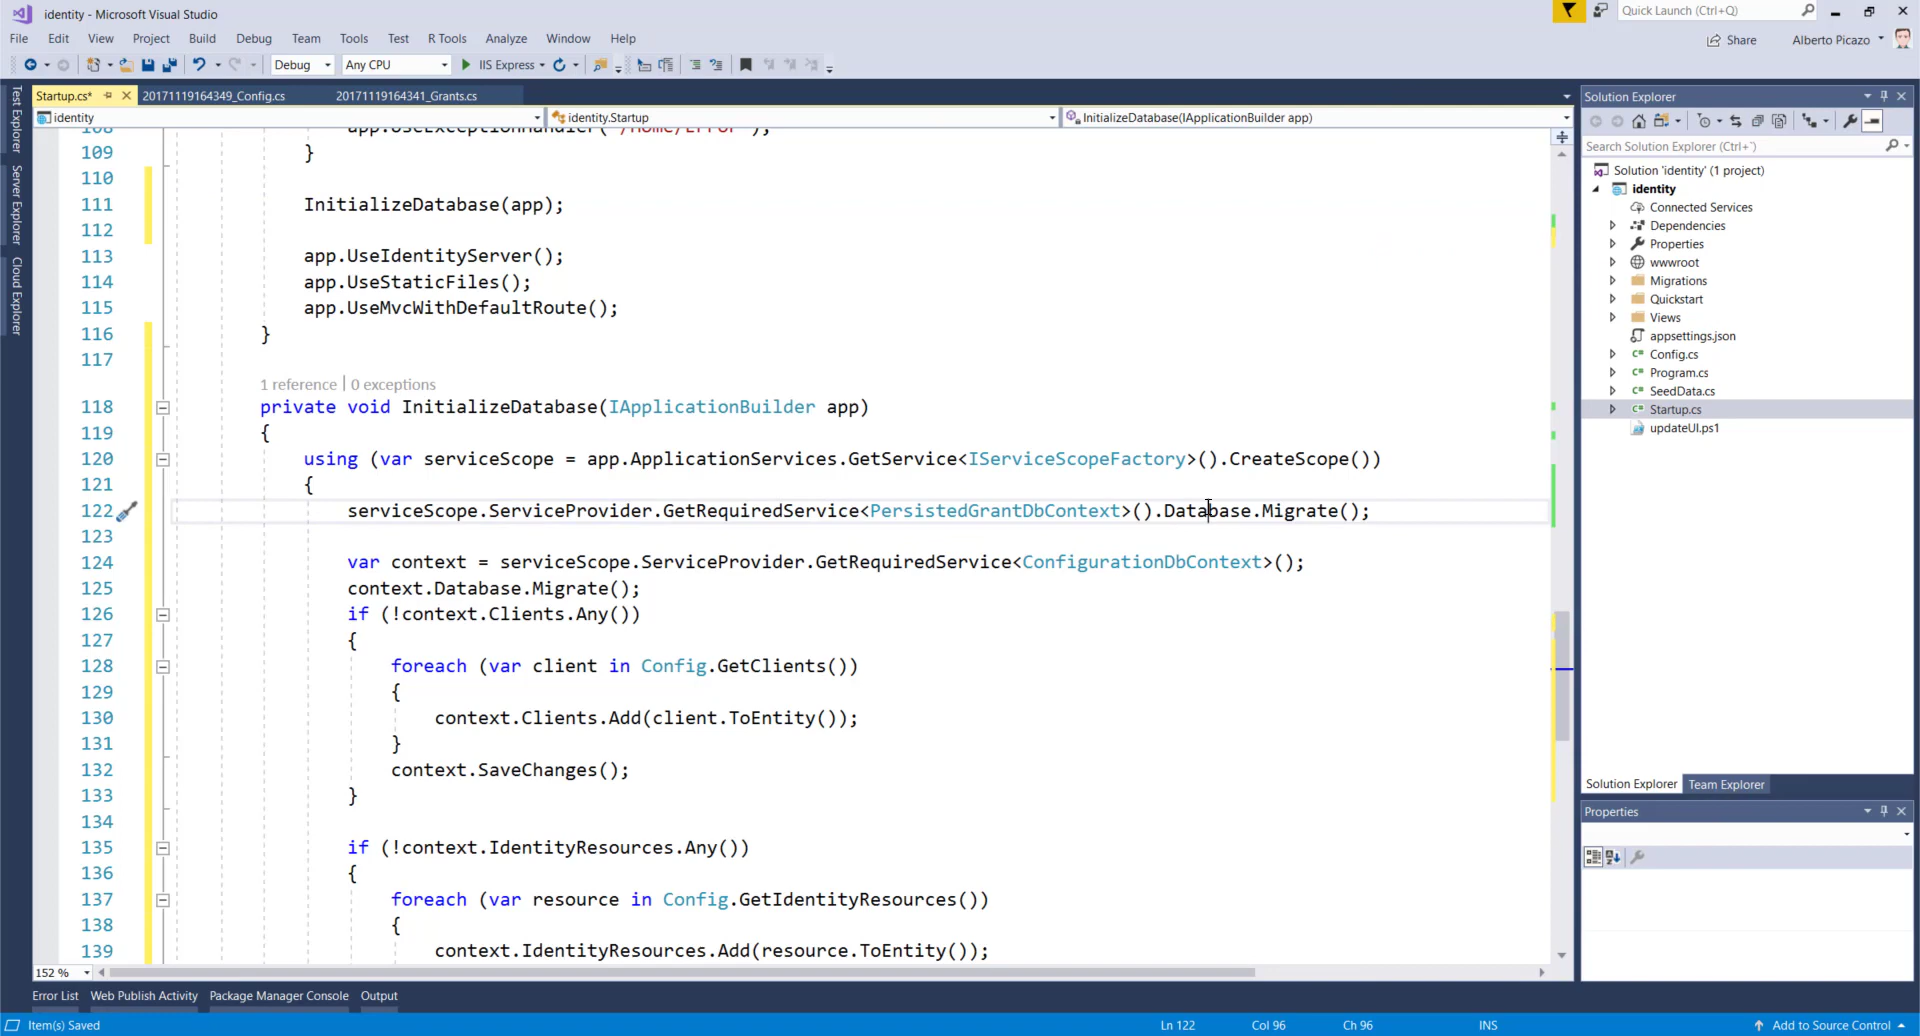 identity - Microsoft Visual Studio
Quick Launch (Ctrl+Q)
File Edit View Project Build Debug Team Tools Test R Tools Analyze Window Help
Share Alberto Picazo
Debug Any CPU IIS Express
Test Explorer
Server Explorer
Cloud Explorer
Startup.cs* 20171119164349_Config.cs 20171119164341_Grants.cs
identity identity.Startup InitializeDatabase(IApplicationBuilder app)
108 app.UseExceptionHandler("/Home/Error");
109 }
110
111 InitializeDatabase(app);
112
113 app.UseIdentityServer();
114 app.UseStaticFiles();
115 app.UseMvcWithDefaultRoute();
116 }
117
1 reference | 0 exceptions
118 private void InitializeDatabase(IApplicationBuilder app)
119 {
120 using (var serviceScope = app.ApplicationServices.GetService<IServiceScopeFactory>().CreateScope())
121 {
122 serviceScope.ServiceProvider.GetRequiredService<PersistedGrantDbContext>().Database.Migrate();
123
124 var context = serviceScope.ServiceProvider.GetRequiredService<ConfigurationDbContext>();
125 context.Database.Migrate();
126 if (!context.Clients.Any())
127 {
128 foreach (var client in Config.GetClients())
129 {
130 context.Clients.Add(client.ToEntity());
131 }
132 context.SaveChanges();
133 }
134
135 if (!context.IdentityResources.Any())
136 {
137 foreach (var resource in Config.GetIdentityResources())
138 {
139 context.IdentityResources.Add(resource.ToEntity());
152 %
Solution Explorer
Search Solution Explorer (Ctrl+¨)
Solution 'identity' (1 project)
identity
Connected Services
Dependencies
Properties
wwwroot
Migrations
Quickstart
Views
appsettings.json
Config.cs
Program.cs
SeedData.cs
Startup.cs
updateUI.ps1
Solution Explorer Team Explorer
Properties
Error List Web Publish Activity Package Manager Console Output
Item(s) Saved Ln 122 Col 96 Ch 96 INS Add to Source Control